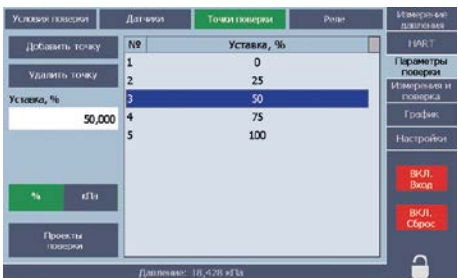 Условия поверки
Датчики
Точки поверки
Реле
Измерение давления
Добавить точку
Удалить точку
Уставка, %
50,000
%
кПа
Проекты поверки
№ Уставка, %
1 0
2 25
3 50
4 75
5 100
HART
Параметры поверки
Измерения и поверка
График
Настройки
ВКЛ. Вход
ВКЛ. Сброс
Давление: 18,428 кПа